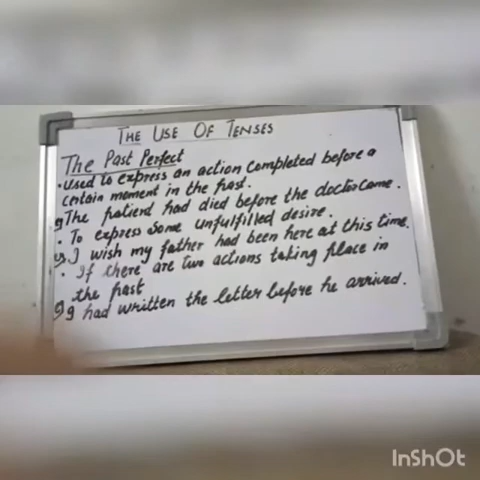 THE USE OF TENSES
The Past Perfect
• Used to express an action completed before a
certain moment in the past.
eg The patient had died before the doctor came.
• To express some unfulfilled desire.
eg I wish my father had been here at this time.
• If there are two actions taking place in
the past
eg I had written the letter before he arrived.
InShOt